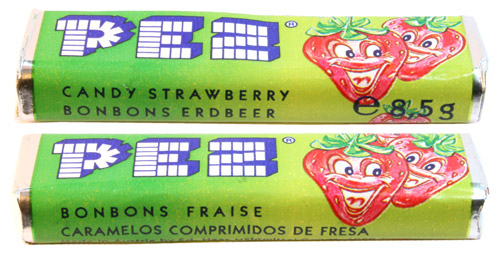 PEZ®
CANDY STRAWBERRY
BONBONS ERDBEER
℮ 8.5g
PEZ®
BONBONS FRAISE
CARAMELOS COMPRIMIDOS DE FRESA